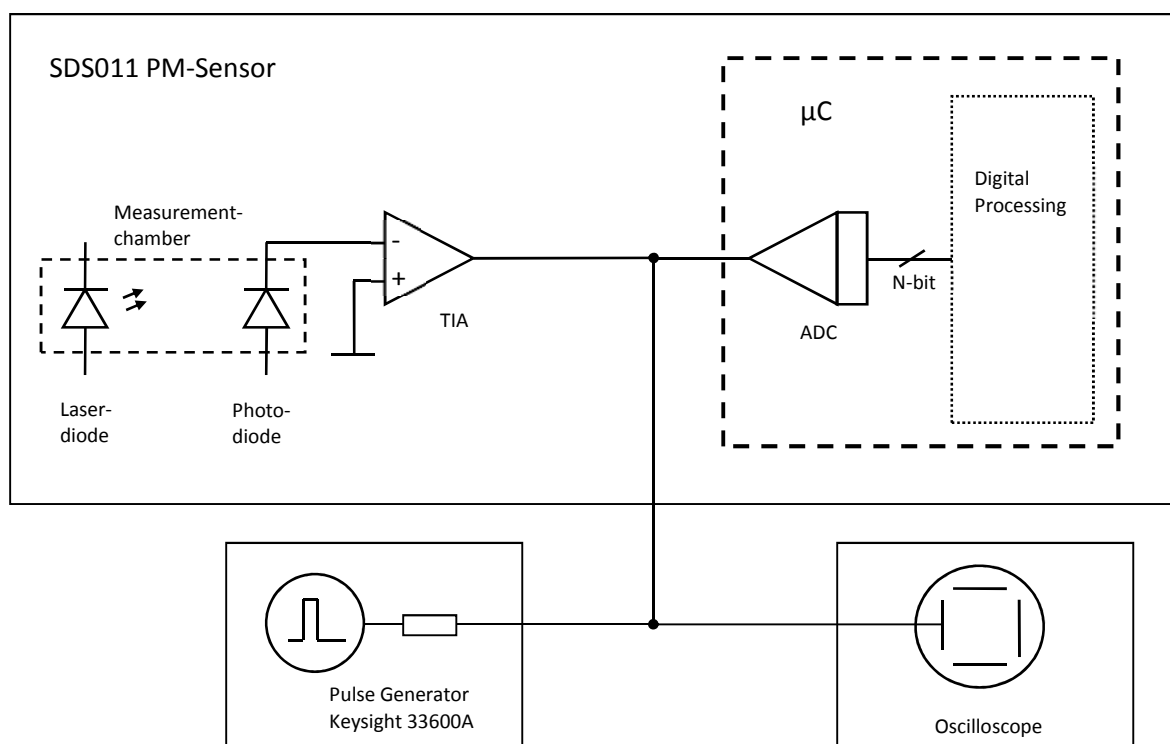 SDS011 PM-Sensor
µC
Digital
Processing
Measurement-
chamber
-
+
TIA
N-bit
ADC
Laser-
diode
Photo-
diode
Pulse Generator
Keysight 33600A
Oscilloscope